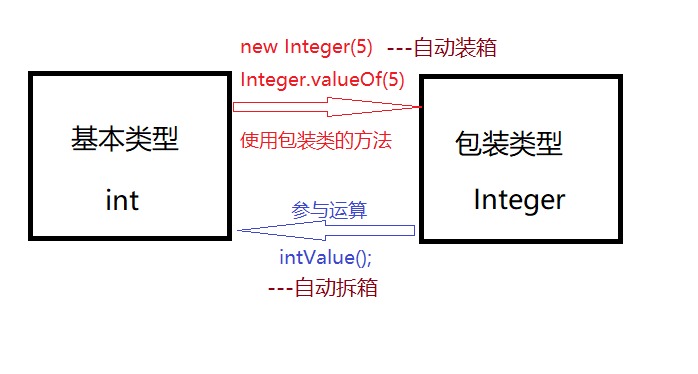 new Integer(5) ---自动装箱
Integer.valueOf(5)
基本类型
int
使用包装类的方法
包装类型
Integer
参与运算
intValue();
---自动拆箱